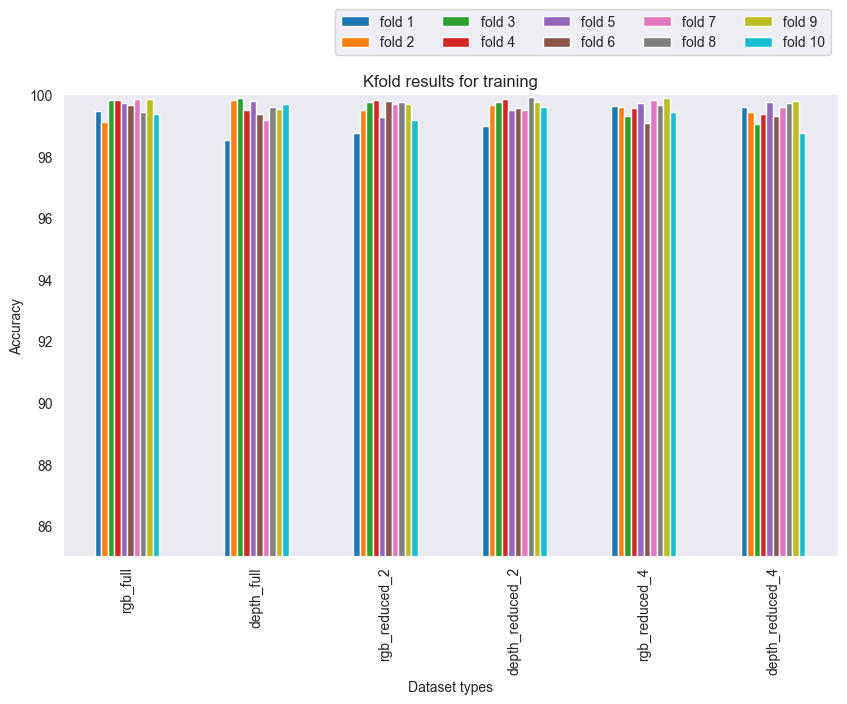 fold 1 fold 3 fold 5 fold 7 fold 9
fold 2 fold 4 fold 6 fold 8 fold 10
Kfold results for training
100
98
96
94
92
90
88
86
Accuracy
rgb_full
depth_full
rgb_reduced_2
depth_reduced_2
rgb_reduced_4
depth_reduced_4
Dataset types